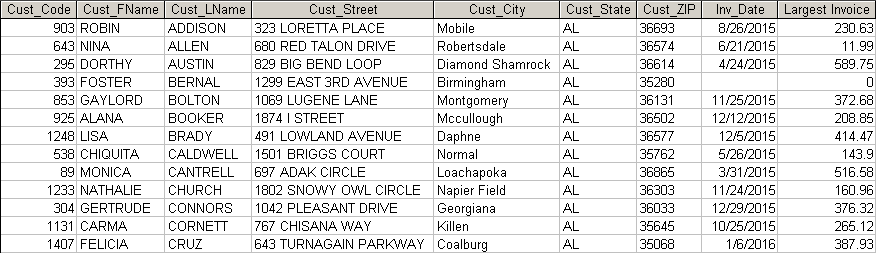 Cust_Code Cust_FName Cust_LName Cust_Street Cust_City Cust_State Cust_ZIP Inv_Date Largest Invoice
903 ROBIN ADDISON 323 LORETTA PLACE Mobile AL 36693 8/26/2015 230.63
643 NINA ALLEN 680 RED TALON DRIVE Robertsdale AL 36574 6/21/2015 11.99
295 DORTHY AUSTIN 829 BIG BEND LOOP Diamond Shamrock AL 36614 4/24/2015 589.75
393 FOSTER BERNAL 1299 EAST 3RD AVENUE Birmingham AL 35280 0
853 GAYLORD BOLTON 1069 LUGENE LANE Montgomery AL 36131 11/25/2015 372.68
925 ALANA BOOKER 1874 I STREET Mccullough AL 36502 12/12/2015 208.85
1248 LISA BRADY 491 LOWLAND AVENUE Daphne AL 36577 12/5/2015 414.47
538 CHIQUITA CALDWELL 1501 BRIGGS COURT Normal AL 35762 5/26/2015 143.9
89 MONICA CANTRELL 697 ADAK CIRCLE Loachapoka AL 36865 3/31/2015 516.58
1233 NATHALIE CHURCH 1802 SNOWY OWL CIRCLE Napier Field AL 36303 11/24/2015 160.96
304 GERTRUDE CONNORS 1042 PLEASANT DRIVE Georgiana AL 36033 12/29/2015 376.32
1131 CARMA CORNETT 767 CHISANA WAY Killen AL 35645 10/25/2015 265.12
1407 FELICIA CRUZ 643 TURNAGAIN PARKWAY Coalburg AL 35068 1/6/2016 387.93